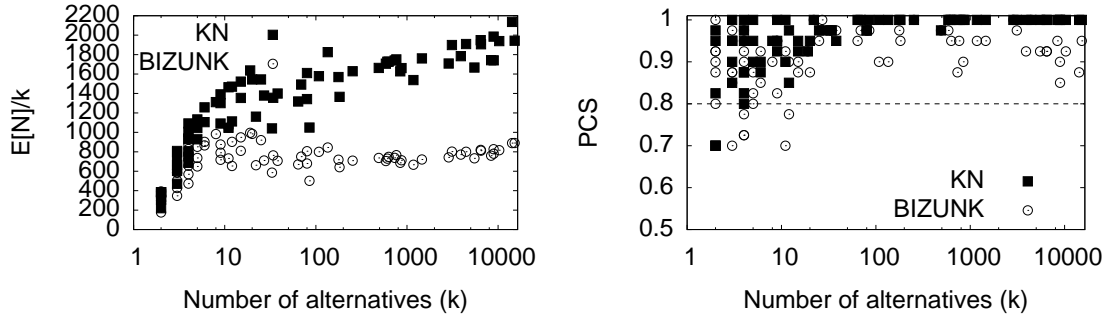 2200
2000
1800
1600
1400
1200
1000
800
600
400
200
0
E[N]/k
KN
BIZUNK
1 10 100 1000 10000
Number of alternatives (k)
1
0.9
0.8
0.7
0.6
0.5
PCS
KN
BIZUNK
1 10 100 1000 10000
Number of alternatives (k)